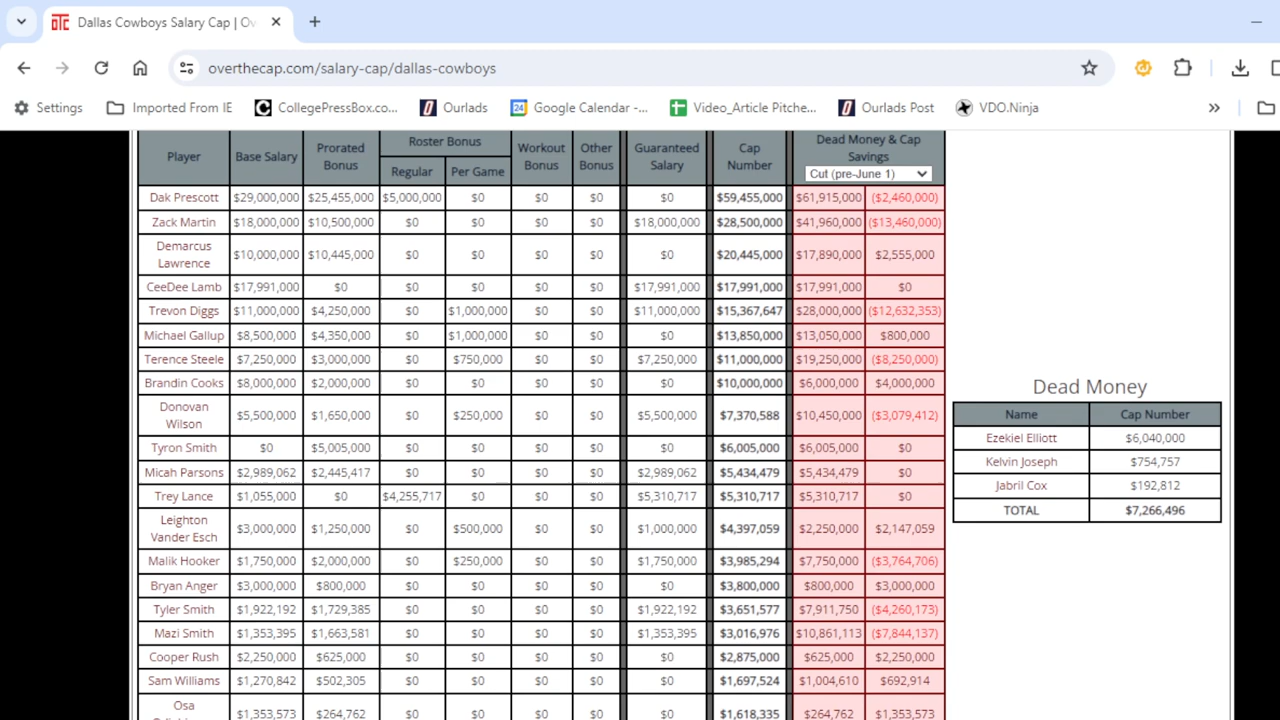 Dallas Cowboys Salary Cap | Ov
overthecap.com/salary-cap/dallas-cowboys
Settings Imported From IE CollegePressBox.co... Ourlads Google Calendar -... Video_Article Pitche... Ourlads Post VDO.Ninja »
Player Base Salary Prorated Bonus Roster Bonus Regular Per Game Workout Bonus Other Bonus Guaranteed Salary Cap Number Dead Money & Cap Savings
Cut (pre-June 1)
Dak Prescott $29,000,000 $25,455,000 $5,000,000 $0 $0 $0 $0 $59,455,000 $61,915,000 ($2,460,000)
Zack Martin $18,000,000 $10,500,000 $0 $0 $0 $0 $18,000,000 $28,500,000 $41,960,000 ($13,460,000)
Demarcus Lawrence $10,000,000 $10,445,000 $0 $0 $0 $0 $0 $20,445,000 $17,890,000 $2,555,000
CeeDee Lamb $17,991,000 $0 $0 $0 $0 $0 $17,991,000 $17,991,000 $17,991,000 $0
Trevon Diggs $11,000,000 $4,250,000 $0 $1,000,000 $0 $0 $11,000,000 $15,367,647 $28,000,000 ($12,632,353)
Michael Gallup $8,500,000 $4,350,000 $0 $1,000,000 $0 $0 $0 $13,850,000 $13,050,000 $800,000
Terence Steele $7,250,000 $3,000,000 $0 $750,000 $0 $0 $7,250,000 $11,000,000 $19,250,000 ($8,250,000)
Brandin Cooks $8,000,000 $2,000,000 $0 $0 $0 $0 $0 $10,000,000 $6,000,000 $4,000,000
Donovan Wilson $5,500,000 $1,650,000 $0 $250,000 $0 $0 $5,500,000 $7,370,588 $10,450,000 ($3,079,412)
Tyron Smith $0 $5,005,000 $0 $0 $0 $0 $0 $6,005,000 $6,005,000 $0
Micah Parsons $2,989,062 $2,445,417 $0 $0 $0 $0 $2,989,062 $5,434,479 $5,434,479 $0
Trey Lance $1,055,000 $0 $4,255,717 $0 $0 $0 $5,310,717 $5,310,717 $5,310,717 $0
Leighton Vander Esch $3,000,000 $1,250,000 $0 $500,000 $0 $0 $1,000,000 $4,397,059 $2,250,000 $2,147,059
Malik Hooker $1,750,000 $2,000,000 $0 $250,000 $0 $0 $1,750,000 $3,985,294 $7,750,000 ($3,764,706)
Bryan Anger $3,000,000 $800,000 $0 $0 $0 $0 $0 $3,800,000 $800,000 $3,000,000
Tyler Smith $1,922,192 $1,729,385 $0 $0 $0 $0 $1,922,192 $3,651,577 $7,911,750 ($4,260,173)
Mazi Smith $1,353,395 $1,663,581 $0 $0 $0 $0 $1,353,395 $3,016,976 $10,861,113 ($7,844,137)
Cooper Rush $2,250,000 $625,000 $0 $0 $0 $0 $0 $2,875,000 $625,000 $2,250,000
Sam Williams $1,270,842 $502,305 $0 $0 $0 $0 $0 $1,697,524 $1,004,610 $692,914
Osa $1,353,573 $264,762 $0 $0 $0 $0 $0 $1,618,335 $264,762 $1,353,573
Dead Money
Name Cap Number
Ezekiel Elliott $6,040,000
Kelvin Joseph $754,757
Jabril Cox $192,812
TOTAL $7,266,496